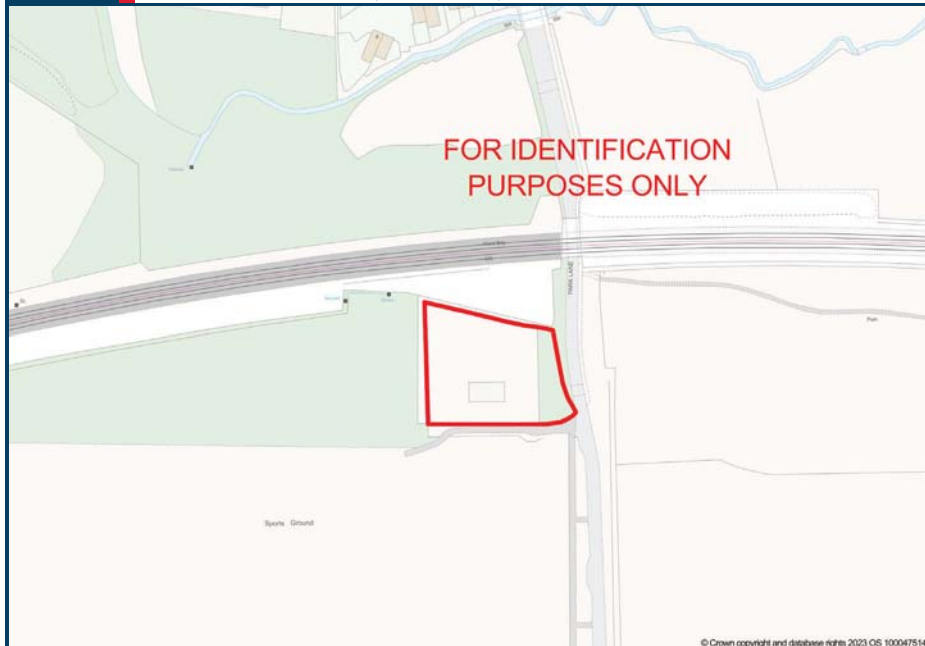 FOR IDENTIFICATION
PURPOSES ONLY
PARK LANE
Path
Sports Ground
© Crown copyright and database rights 2023 OS 100047514